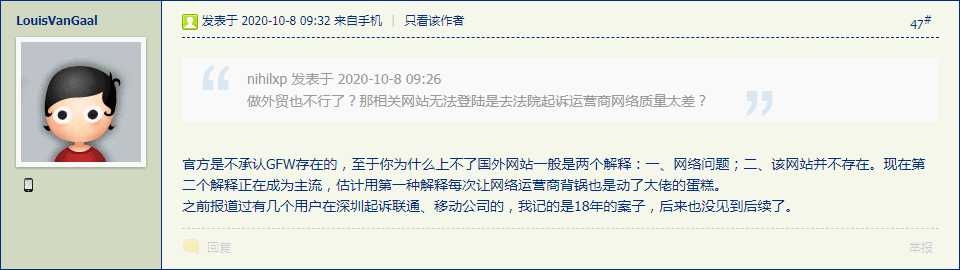 LouisVanGaal
发表于 2020-10-8 09:32 来自手机 | 只看该作者
47#
nihilxp 发表于 2020-10-8 09:26
做外贸也不行了？那相关网站无法登陆是去法院起诉运营商网络质量太差？
官方是不承认GFW存在的，至于你为什么上不了国外网站一般是两个解释：一、网络问题；二、该网站并不存在。现在第
二个解释正在成为主流，估计用第一种解释每次让网络运营商背锅也是动了大佬的蛋糕。
之前报道过有几个用户在深圳起诉联通、移动公司的，我记的是18年的案子，后来也没见到后续了。
回复
举报